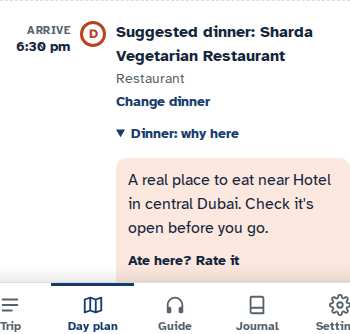 ARRIVE
6:30 pm
D
Suggested dinner: Sharda
Vegetarian Restaurant
Restaurant
Change dinner
▼ Dinner: why here
A real place to eat near Hotel
in central Dubai. Check it's
open before you go.
Ate here? Rate it
Trip
Day plan
Guide
Journal
Settin